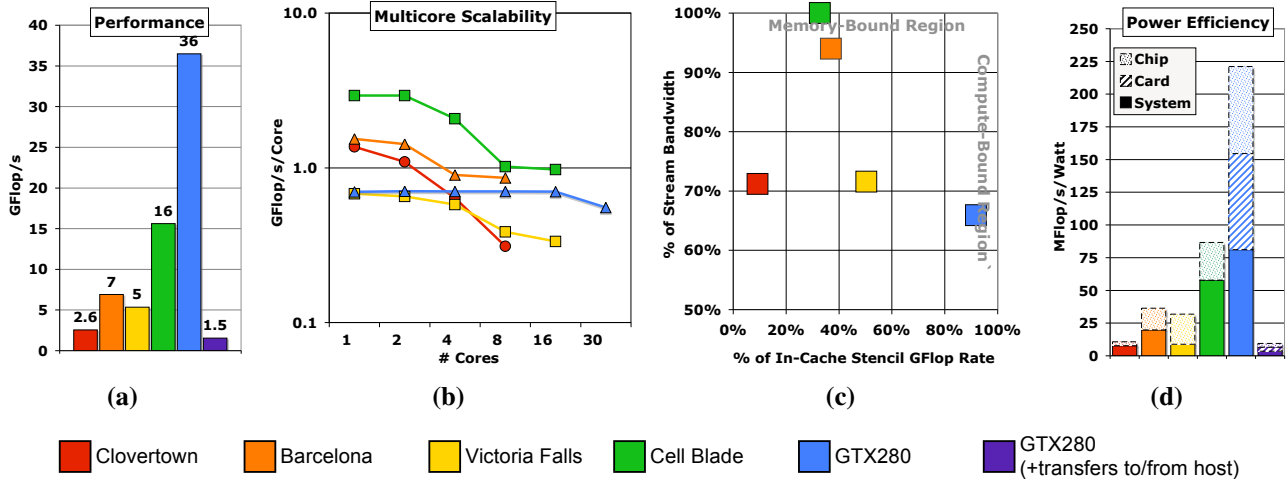 Performance
GFlop/s
40
35
30
25
20
15
10
5
0
2.6
7
5
16
36
1.5
(a)
Multicore Scalability
GFlop/s/Core
10.0
1.0
0.1
1 2 4 8 16 30
# Cores
(b)
% of Stream Bandwidth
100%
90%
80%
70%
60%
50%
Memory-Bound Region
Compute-Bound Region`
0% 20% 40% 60% 80% 100%
% of In-Cache Stencil GFlop Rate
(c)
Power Efficiency
MFlop/s/Watt
250
225
200
175
150
125
100
75
50
25
0
Chip
Card
System
(d)
Clovertown
Barcelona
Victoria Falls
Cell Blade
GTX280
GTX280
(+transfers to/from host)